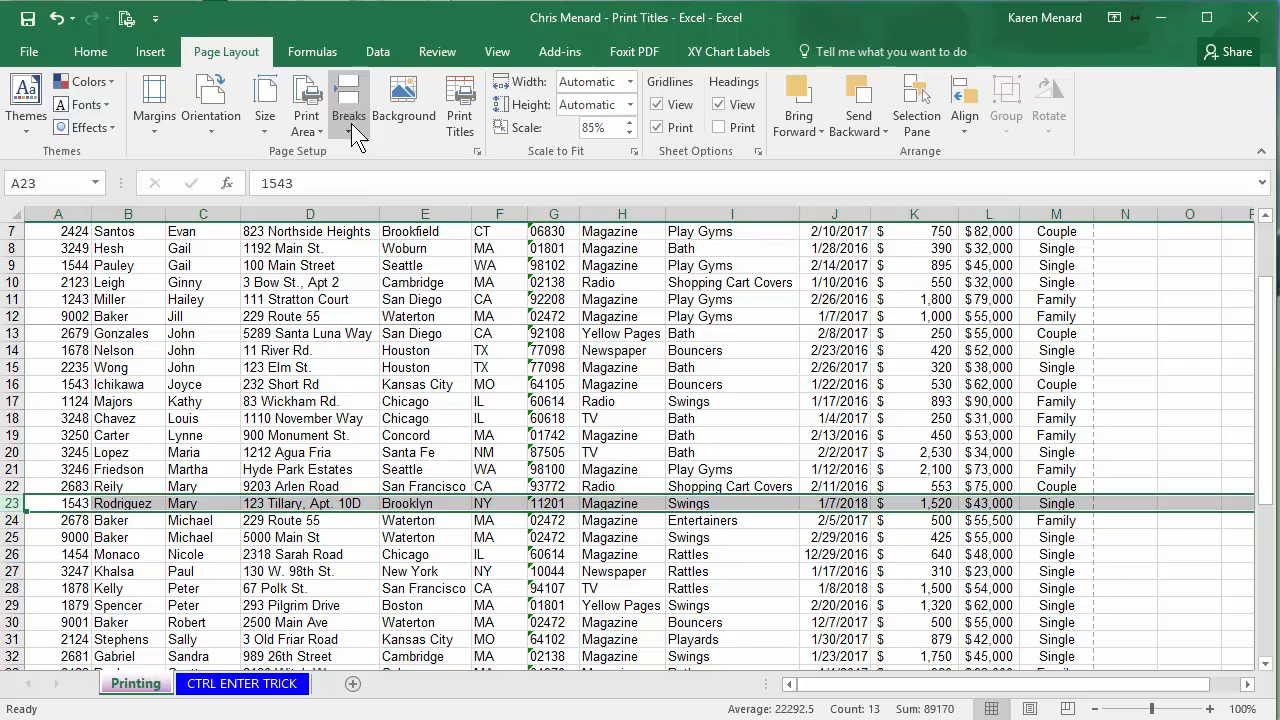 Chris Menard - Print Titles - Excel - Excel
Karen Menard
File Home Insert Page Layout Formulas Data Review View Add-ins Foxit PDF XY Chart Labels Tell me what you want to do Share
Themes
Colors
Fonts
Effects
Themes
Margins
Orientation
Size
Print Area
Breaks
Background
Print Titles
Page Setup
Width: Automatic
Height: Automatic
Scale: 85%
Scale to Fit
Gridlines
View
Print
Headings
View
Print
Sheet Options
Bring Forward
Send Backward
Selection Pane
Align
Group
Rotate
Arrange
A23 fx 1543
A B C D E F G H I J K L M N O
7 2424 Santos Evan 823 Northside Heights Brookfield CT 06836 Magazine Play Gyms 2/10/2017 $ 750 $ 82,000 Couple
8 3249 Hesh Gail 1192 Main St. Woburn MA 01801 Magazine Bath 1/28/2016 $ 390 $ 32,000 Single
9 1544 Pauley Gail 100 Main Street Seattle WA 98102 Magazine Play Gyms 2/14/2017 $ 895 $ 45,000 Single
10 2123 Leigh Ginny 3 Bow St., Apt 2 Cambridge MA 02138 Radio Shopping Cart Covers 1/10/2016 $ 550 $ 32,000 Single
11 1243 Miller Hailey 111 Stratton Court San Diego CA 92208 Magazine Play Gyms 2/26/2016 $ 1,800 $ 79,000 Family
12 9002 Baker Jill 229 Route 55 Waterton MA 02472 Magazine Play Gyms 1/7/2017 $ 1,000 $ 55,000 Family
13 2679 Gonzales John 5289 Santa Luna Way San Diego CA 92108 Yellow Pages Bath 2/8/2017 $ 250 $ 55,000 Couple
14 1678 Nelson John 11 River Rd. Houston TX 77098 Newspaper Bouncers 2/23/2016 $ 420 $ 52,000 Single
15 2235 Wong John 123 Elm St. Houston TX 77098 Magazine Bath 2/26/2016 $ 320 $ 38,000 Single
16 1543 Ichikawa Joyce 232 Short Rd Kansas City MO 64105 Magazine Bouncers 1/22/2016 $ 530 $ 62,000 Couple
17 1124 Majors Kathy 83 Wickham Rd. Chicago IL 60614 Radio Swings 1/17/2016 $ 893 $ 90,000 Family
18 3248 Chavez Louis 1110 November Way Chicago IL 60618 TV Bath 1/4/2017 $ 250 $ 31,000 Family
19 3250 Carter Lynne 900 Monument St. Concord MA 01742 Magazine Bath 2/13/2016 $ 450 $ 53,000 Family
20 3245 Lopez Maria 1212 Agua Fria Santa Fe NM 87505 TV Bath 2/2/2017 $ 2,530 $ 34,000 Family
21 3246 Friedson Martha Hyde Park Estates Seattle WA 98100 Magazine Play Gyms 1/12/2016 $ 2,100 $ 73,000 Family
22 2683 Reily Mary 9203 Arlen Road San Francisco CA 93772 Radio Shopping Cart Covers 2/11/2016 $ 553 $ 75,000 Couple
23 1543 Rodriguez Mary 123 Tillary, Apt. 10D Brooklyn NY 11201 Magazine Swings 1/7/2018 $ 1,520 $ 43,000 Single
24 2678 Baker Michael 229 Route 55 Waterton MA 02472 Magazine Entertainers 2/5/2017 $ 500 $ 55,500 Family
25 9000 Baker Michael 5000 Main St Waterton MA 02472 Magazine Swings 2/29/2016 $ 425 $ 55,000 Single
26 1454 Monaco Nicole 2318 Sarah Road Chicago IL 60614 Magazine Rattles 12/29/2016 $ 640 $ 48,000 Single
27 3247 Khalsa Paul 130 W. 98th St. New York NY 10044 Newspaper Rattles 1/17/2016 $ 310 $ 23,000 Single
28 1878 Kelly Peter 67 Polk St. San Francisco CA 94107 TV Rattles 1/8/2018 $ 1,500 $ 54,000 Single
29 1879 Spencer Peter 293 Pilgrim Drive Boston MA 01801 Yellow Pages Swings 2/20/2016 $ 1,320 $ 62,000 Single
30 9001 Baker Robert 2500 Main Ave Waterton MA 02472 Magazine Bouncers 12/7/2017 $ 500 $ 55,000 Single
31 2124 Stephens Sally 3 Old Friar Road Kansas City MO 64102 Magazine Playards 1/30/2017 $ 879 $ 42,000 Single
32 2681 Gabriel Sandra 989 26th Street Cambridge MA 02138 Magazine Swings 1/23/2017 $ 1,750 $ 45,000 Single
Printing CTRL ENTER TRICK
Ready Average: 22292.5 Count: 13 Sum: 89170 100%